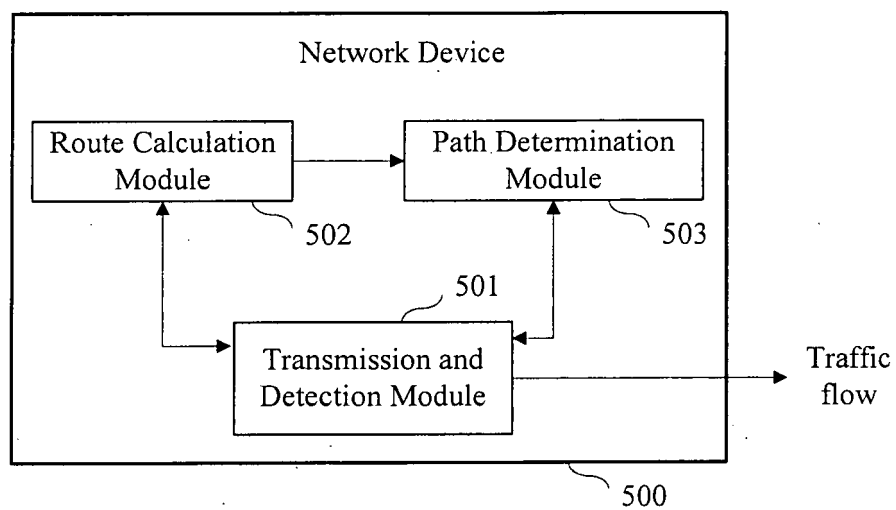 Network Device
Route Calculation
Module
Path Determination
Module
502
503
501
Transmission and
Detection Module
Traffic
flow
500